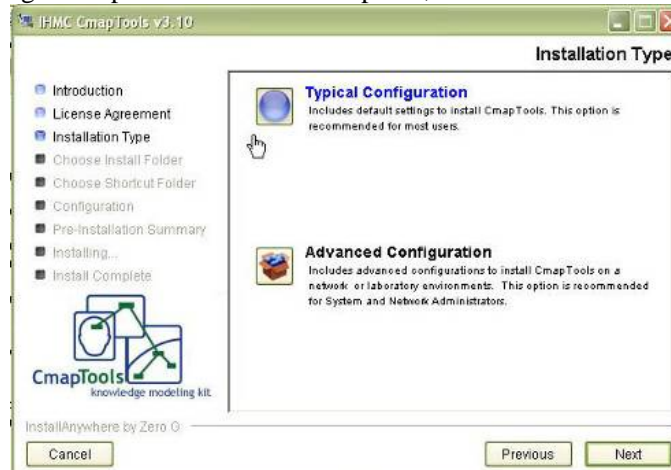 IHMC CmapTools v3.10
Installation Type
Introduction
License Agreement
Installation Type
Choose Install Folder
Choose Shortcut Folder
Configuration
Pre-Installation Summary
Installing...
Install Complete
Typical Configuration
Includes default settings to install CmapTools. This option is
recommended for most users.
Advanced Configuration
Includes advanced configurations to install CmapTools on a
network or laboratory environments. This option is recommended
for System and Network Administrators.
CmapTools
knowledge modeling kit
InstallAnywhere by Zero G
Cancel
Previous
Next